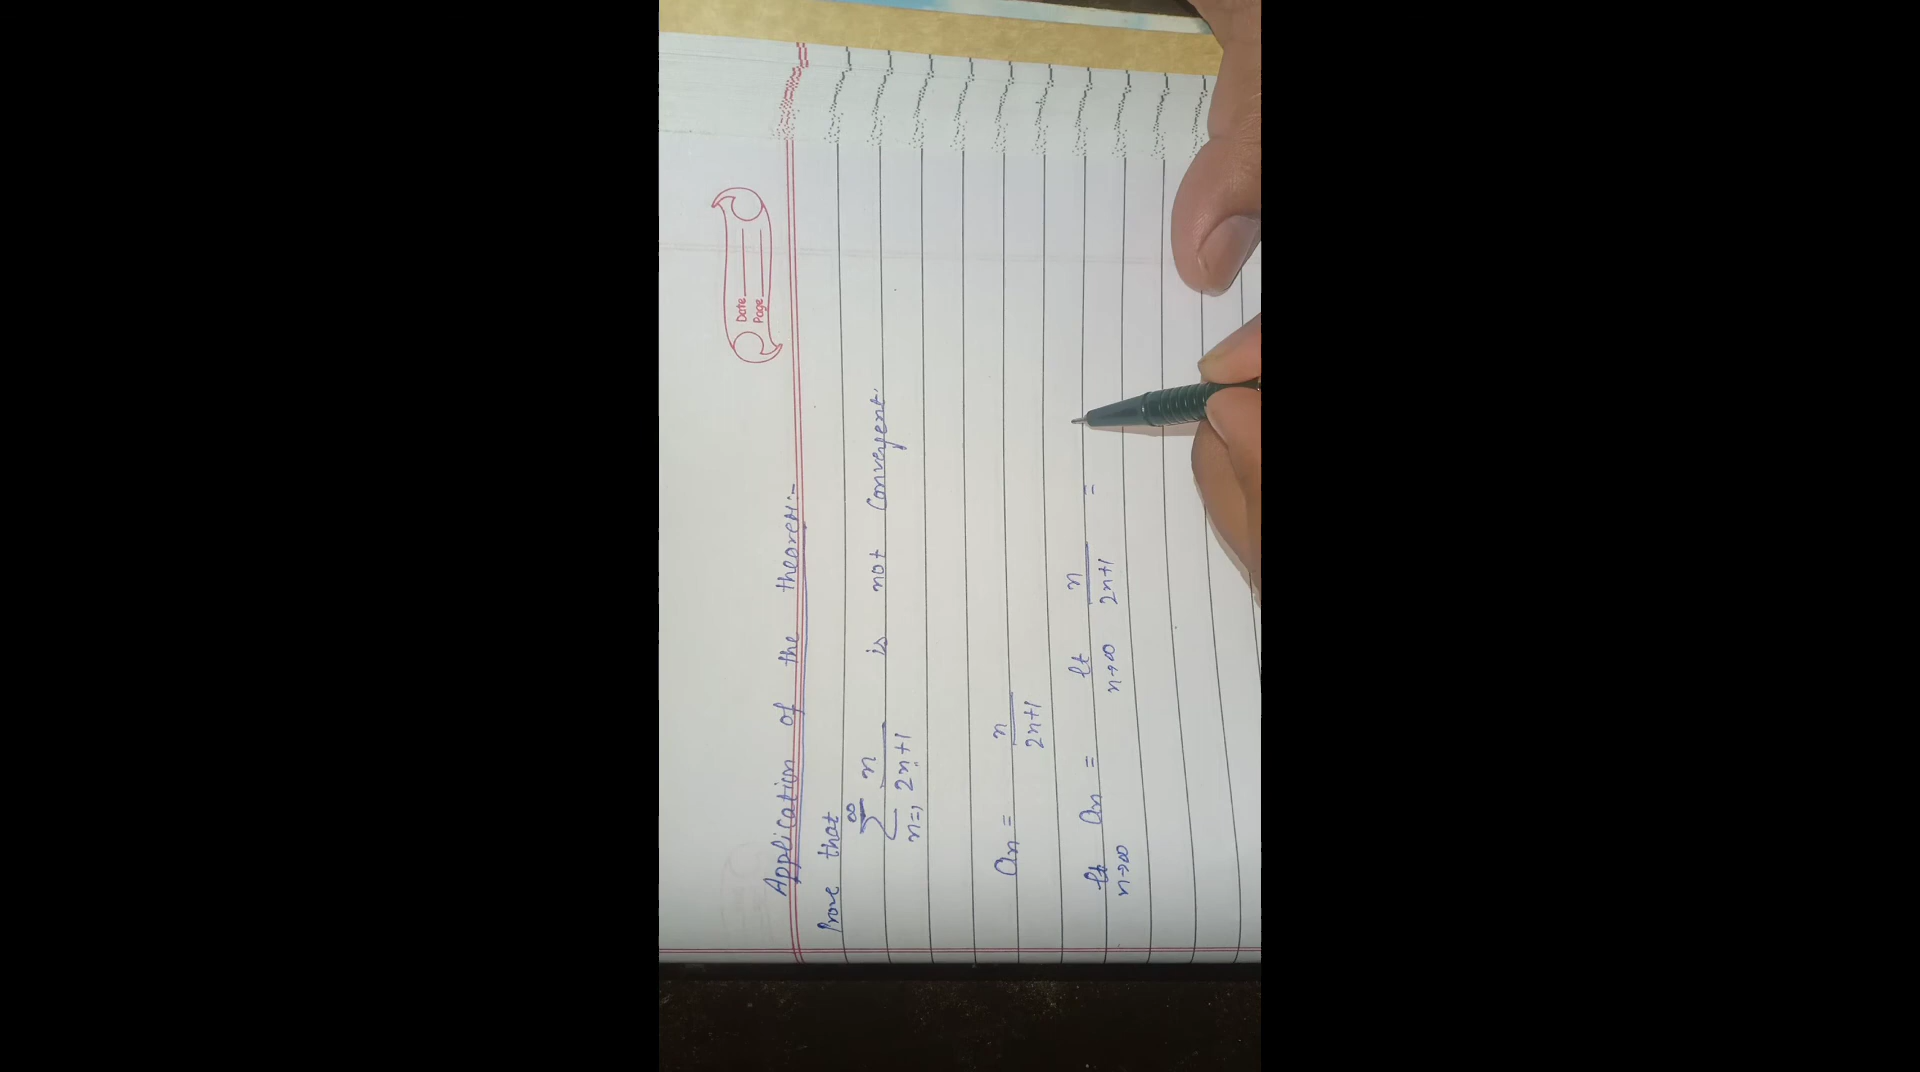 Date
Page
Application of the theorem:-
Prove that
∞
∑ n/2n+1 is not Convergent.
n=1
an = n/2n+1
lt an = lt n/2n+1 =
n→∞ n→∞